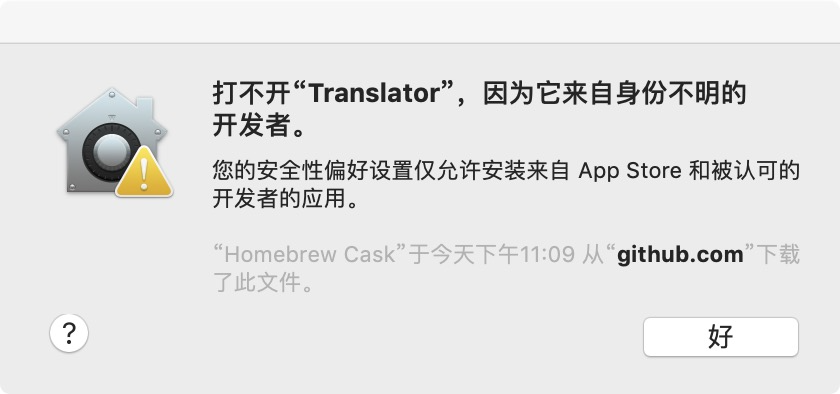 打不开“Translator”，因为它来自身份不明的
开发者。
您的安全性偏好设置仅允许安装来自 App Store 和被认可的
开发者的应用。
“Homebrew Cask”于今天下午11:09 从“github.com”下载
了此文件。
?
好